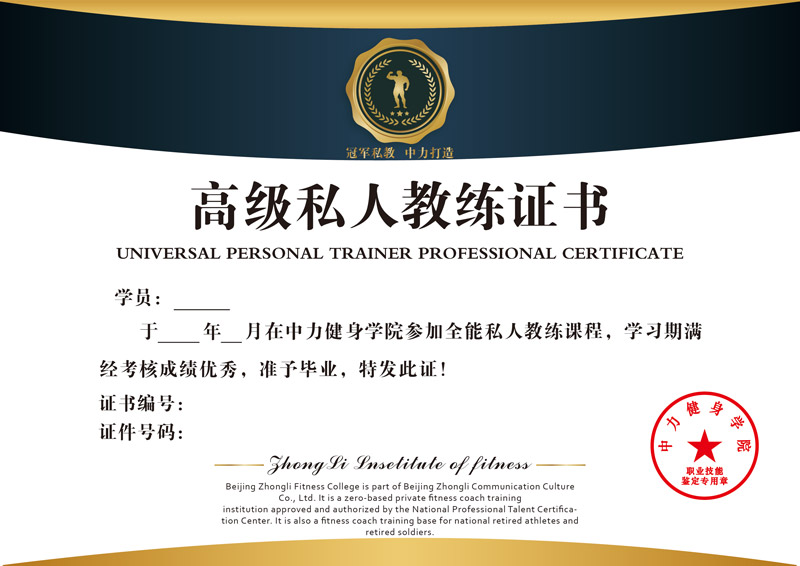 冠军私教 中力打造
高级私人教练证书
UNIVERSAL PERSONAL TRAINER PROFESSIONAL CERTIFICATE
学员：______
于____年__月在中力健身学院参加全能私人教练课程，学习期满
经考核成绩优秀，准予毕业，特发此证！
证书编号：
证件号码：
中力健身学院
职业技能
鉴定专用章
ZhongLi Insetitute of fitness
Beijing Zhongli Fitness College is part of Beijing Zhongli Communication Culture
Co., Ltd. It is a zero-based private fitness coach training
institution approved and authorized by the National Professional Talent Certifica-
tion Center. It is also a fitness coach training base for national retired athletes and
retired soldiers.